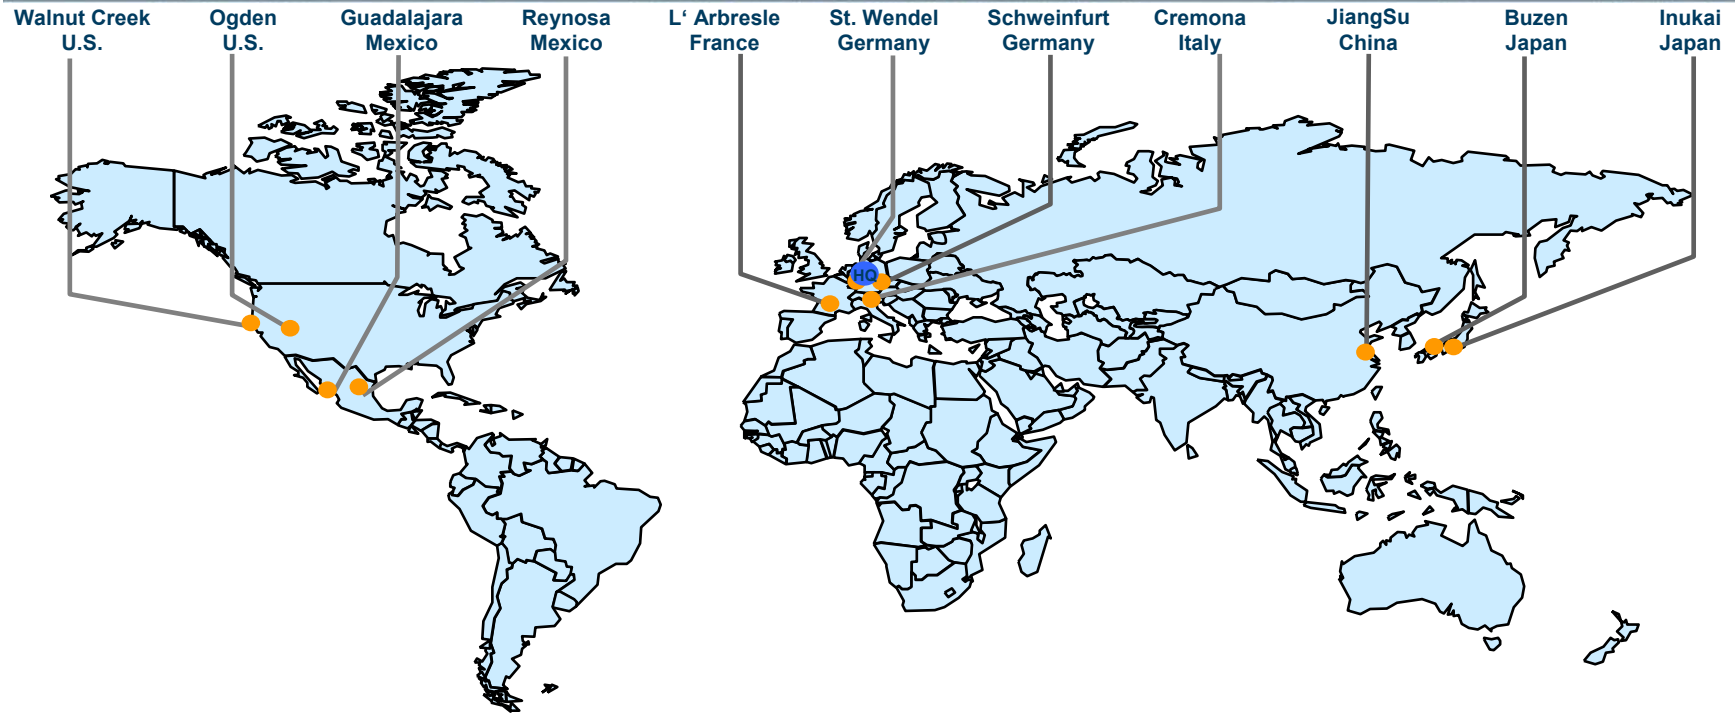 Walnut Creek
U.S.
Ogden
U.S.
Guadalajara
Mexico
Reynosa
Mexico
L‘ Arbresle
France
St. Wendel
Germany
Schweinfurt
Germany
Cremona
Italy
JiangSu
China
Buzen
Japan
Inukai
Japan
HQ